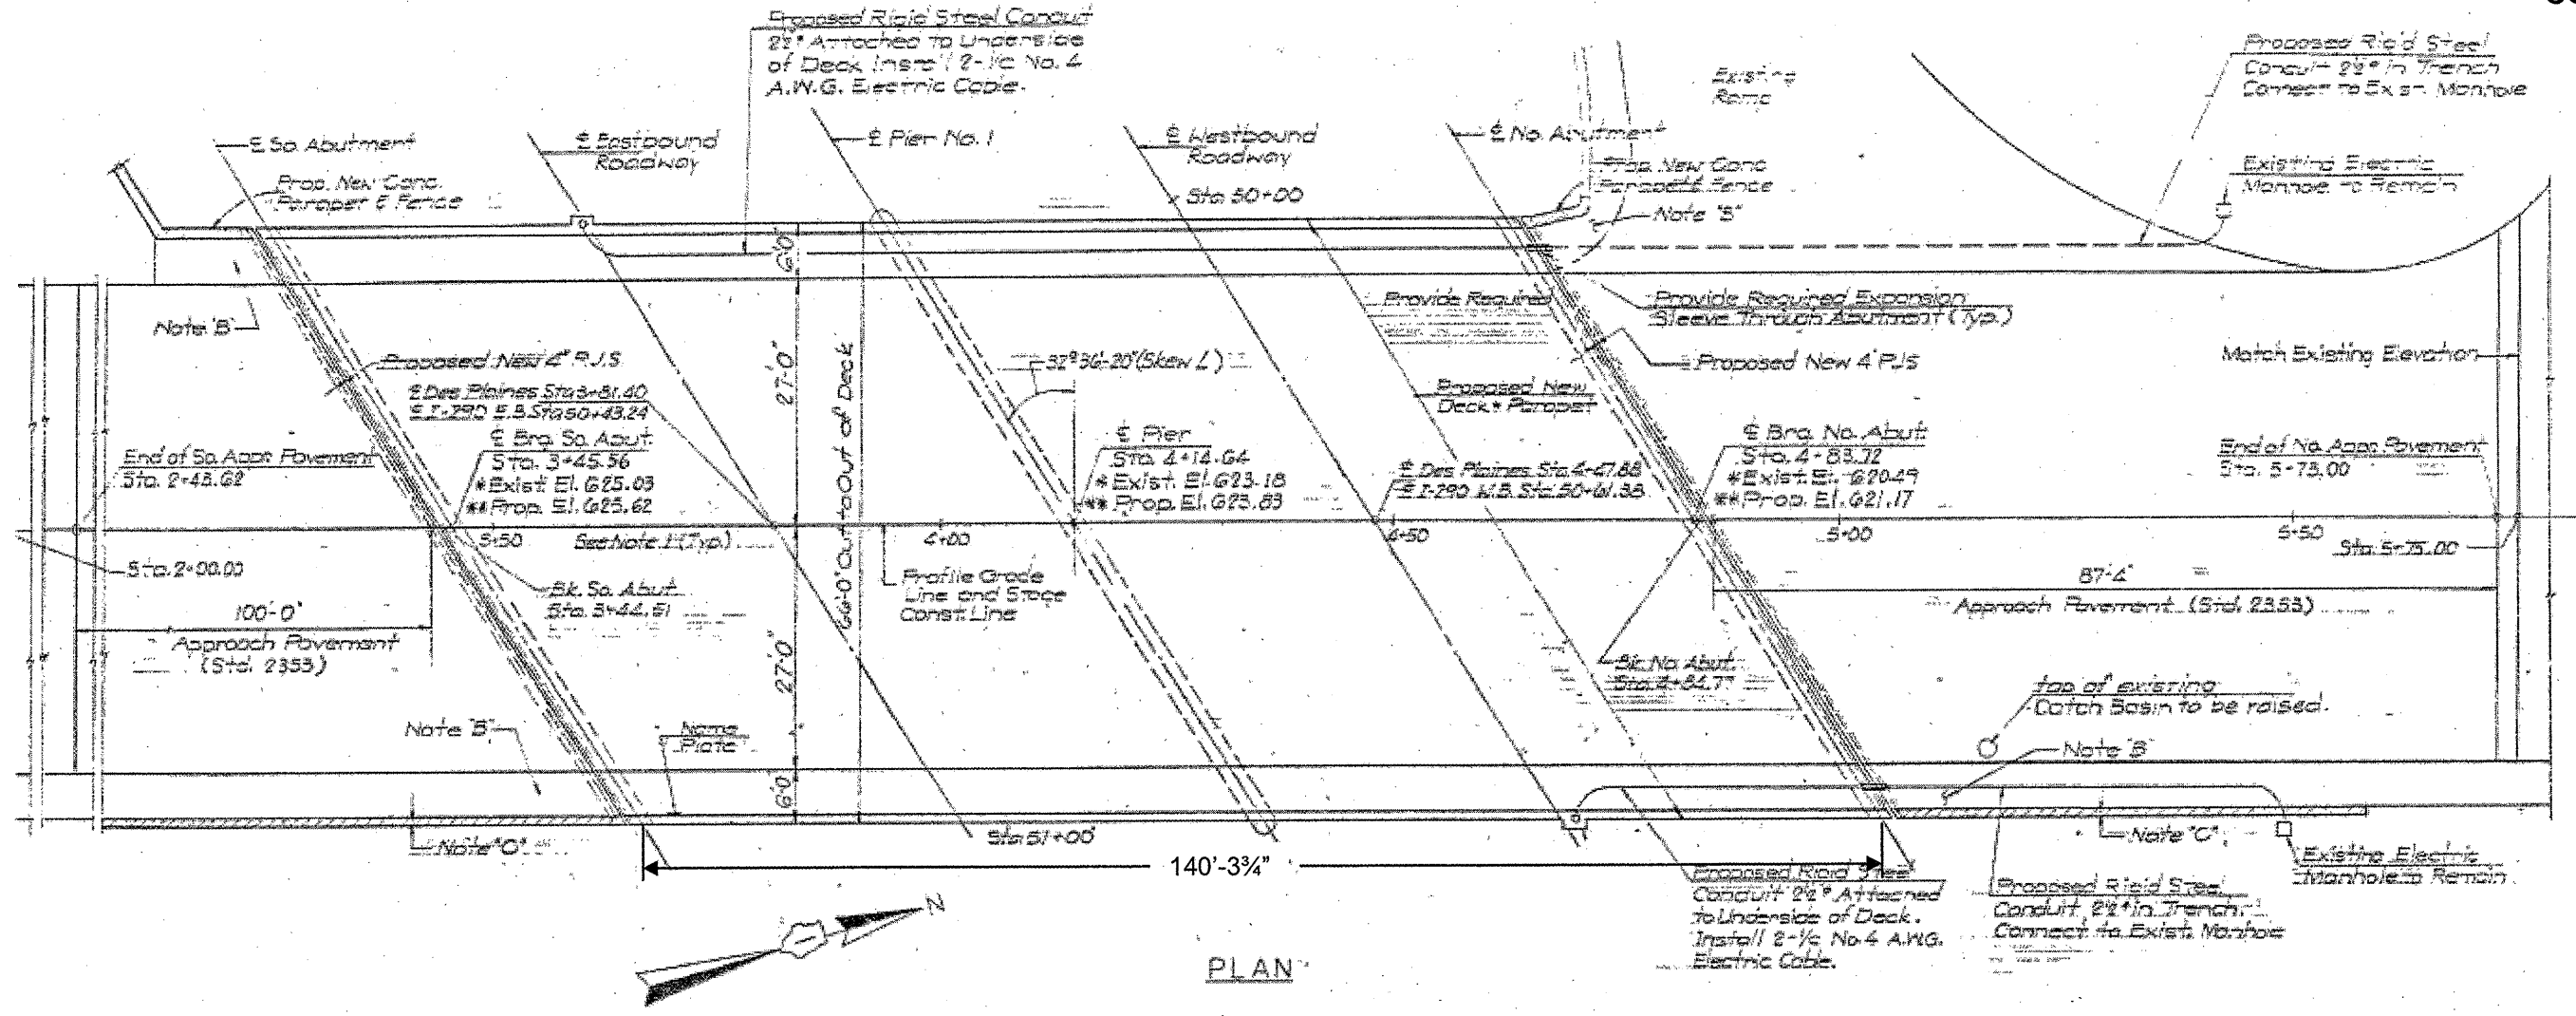 Proposed Rigid Steel Conduit
2½"ø Attached to Underside
of Deck Install 2-1/c No. 4
A.W.G. Electric Cable.
Existing
Ramp
Proposed Rigid Steel
Conduit 2½"ø in Trench
Connect to Exist. Manhole
℄ So. Abutment
℄ Eastbound
Roadway
℄ Pier No. 1
℄ Westbound
Roadway
℄ No. Abutment
Prop. New Conc.
Parapet & Fence
Sta. 50+00
Prop. New Conc.
Parapet & Fence
Note "B"
Existing Electric
Manhole to Remain
6'-0"
Note "B"
Provide Required
Provide Required Expansion
Sleeve Through Abutment (Typ.)
Proposed New 4" P.J.S.
27'-0"
66'-0" Out to Out of Deck
32°36'-20" (Skew ∠)
Proposed New 4" PJS
Match Existing Elevation
℄ Des Plaines Sta 3+81.40
℄ I-290 E.B. Sta 50+43.24
Proposed New
Deck & Parapet
℄ Brg. So. Abut.
Sta. 3+45.56
*Exist. El. 625.03
**Prop. El. 625.62
℄ Pier
Sta. 4+14.64
*Exist. El. 623.18
**Prop. El. 623.83
℄ Des Plaines Sta. 4+47.88
℄ I-290 W.B. Sta. 50+61.38
℄ Brg. No. Abut.
Sta. 4+83.72
*Exist. El. 620.49
**Prop. El. 621.17
End of So. Appr. Pavement
Sta. 2+43.62
End of No. Appr. Pavement
Sta. 5+73.00
3+50
See Note 1 (Typ.)
4+00
4+50
5+00
5+50
Sta. 5+75.00
Sta. 2+00.00
Bk. So. Abut.
Sta. 3+44.51
Profile Grade
Line and Stage
Const. Line
87'-4"
Approach Pavement (Std. 2353)
100'-0"
Approach Pavement
(Std. 2353)
27'-0"
Bk. No. Abut.
Sta. 4+84.77
Top of existing
Catch Basin to be raised.
Note "B"
Name
Plate
Note "B"
6'-0"
Note "C"
Sta. 51+00
Note "C"
140'-3¾"
Existing Electric
Manhole to Remain
Proposed Rigid Steel
Conduit 2½"ø Attached
to Underside of Deck.
Install 2-1/c No. 4 A.W.G.
Electric Cable.
Proposed Rigid Steel
Conduit 2½"ø in Trench.
Connect to Exist. Manhole
N
PLAN